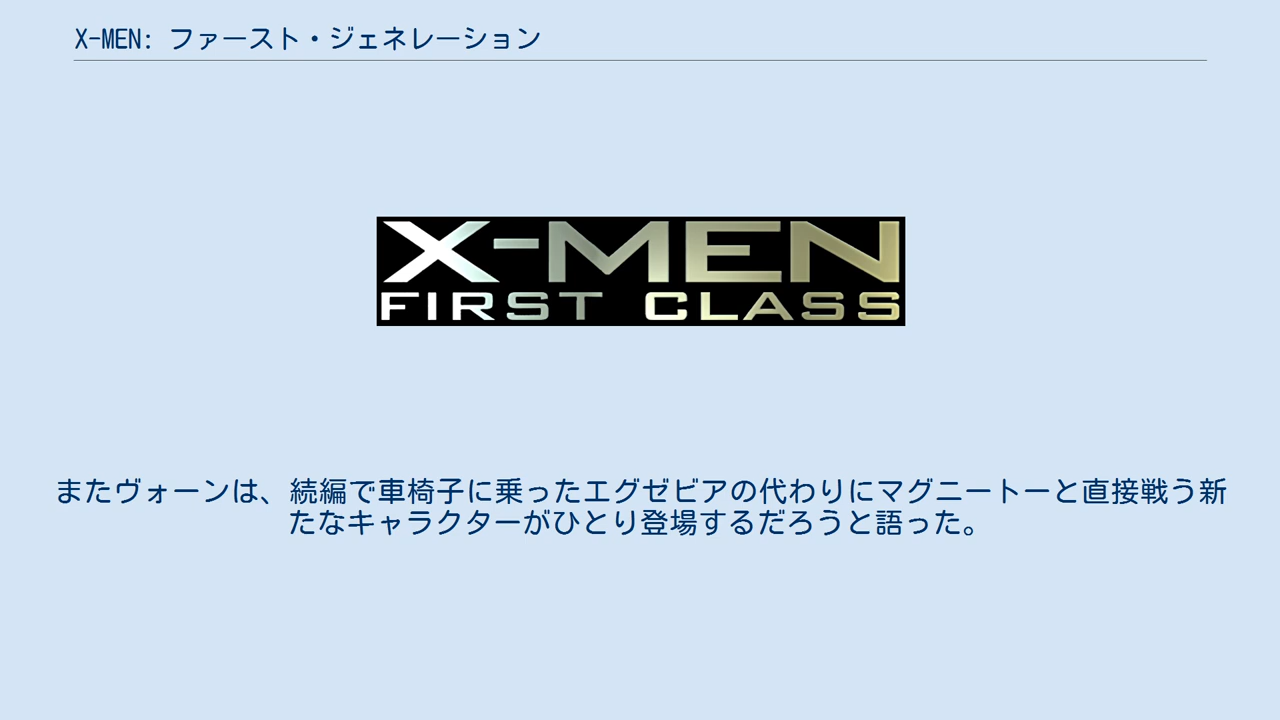 X-MEN: ファースト・ジェネレーション
X-MEN
FIRST CLASS
またヴォーンは、続編で車椅子に乗ったエグゼビアの代わりにマグニートーと直接戦う新
たなキャラクターがひとり登場するだろうと語った。